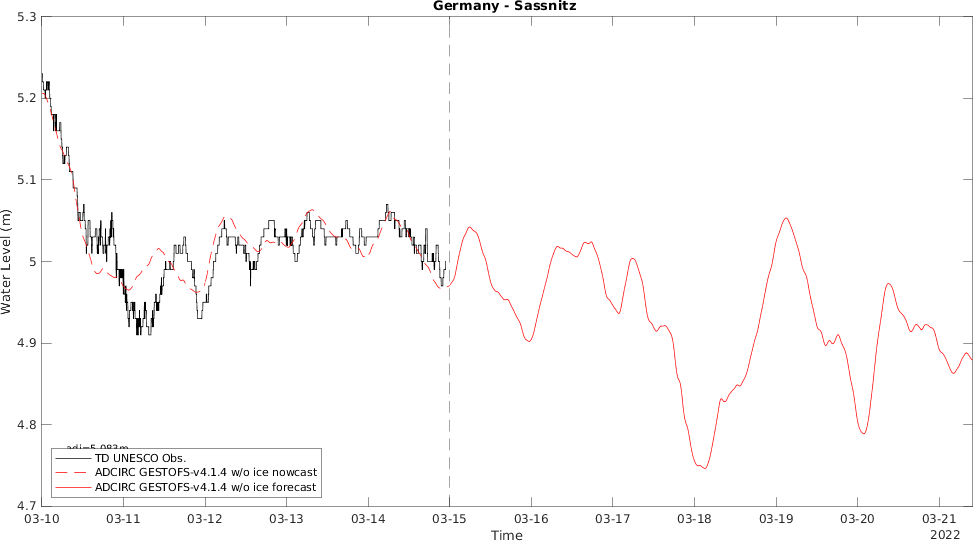 Germany - Sassnitz
5.3
5.2
5.1
5
4.9
4.8
4.7
Water Level (m)
adj=5.083m
TD UNESCO Obs.
ADCIRC GESTOFS-v4.1.4 w/o ice nowcast
ADCIRC GESTOFS-v4.1.4 w/o ice forecast
03-10 03-11 03-12 03-13 03-14 03-15 03-16 03-17 03-18 03-19 03-20 03-21
Time
2022